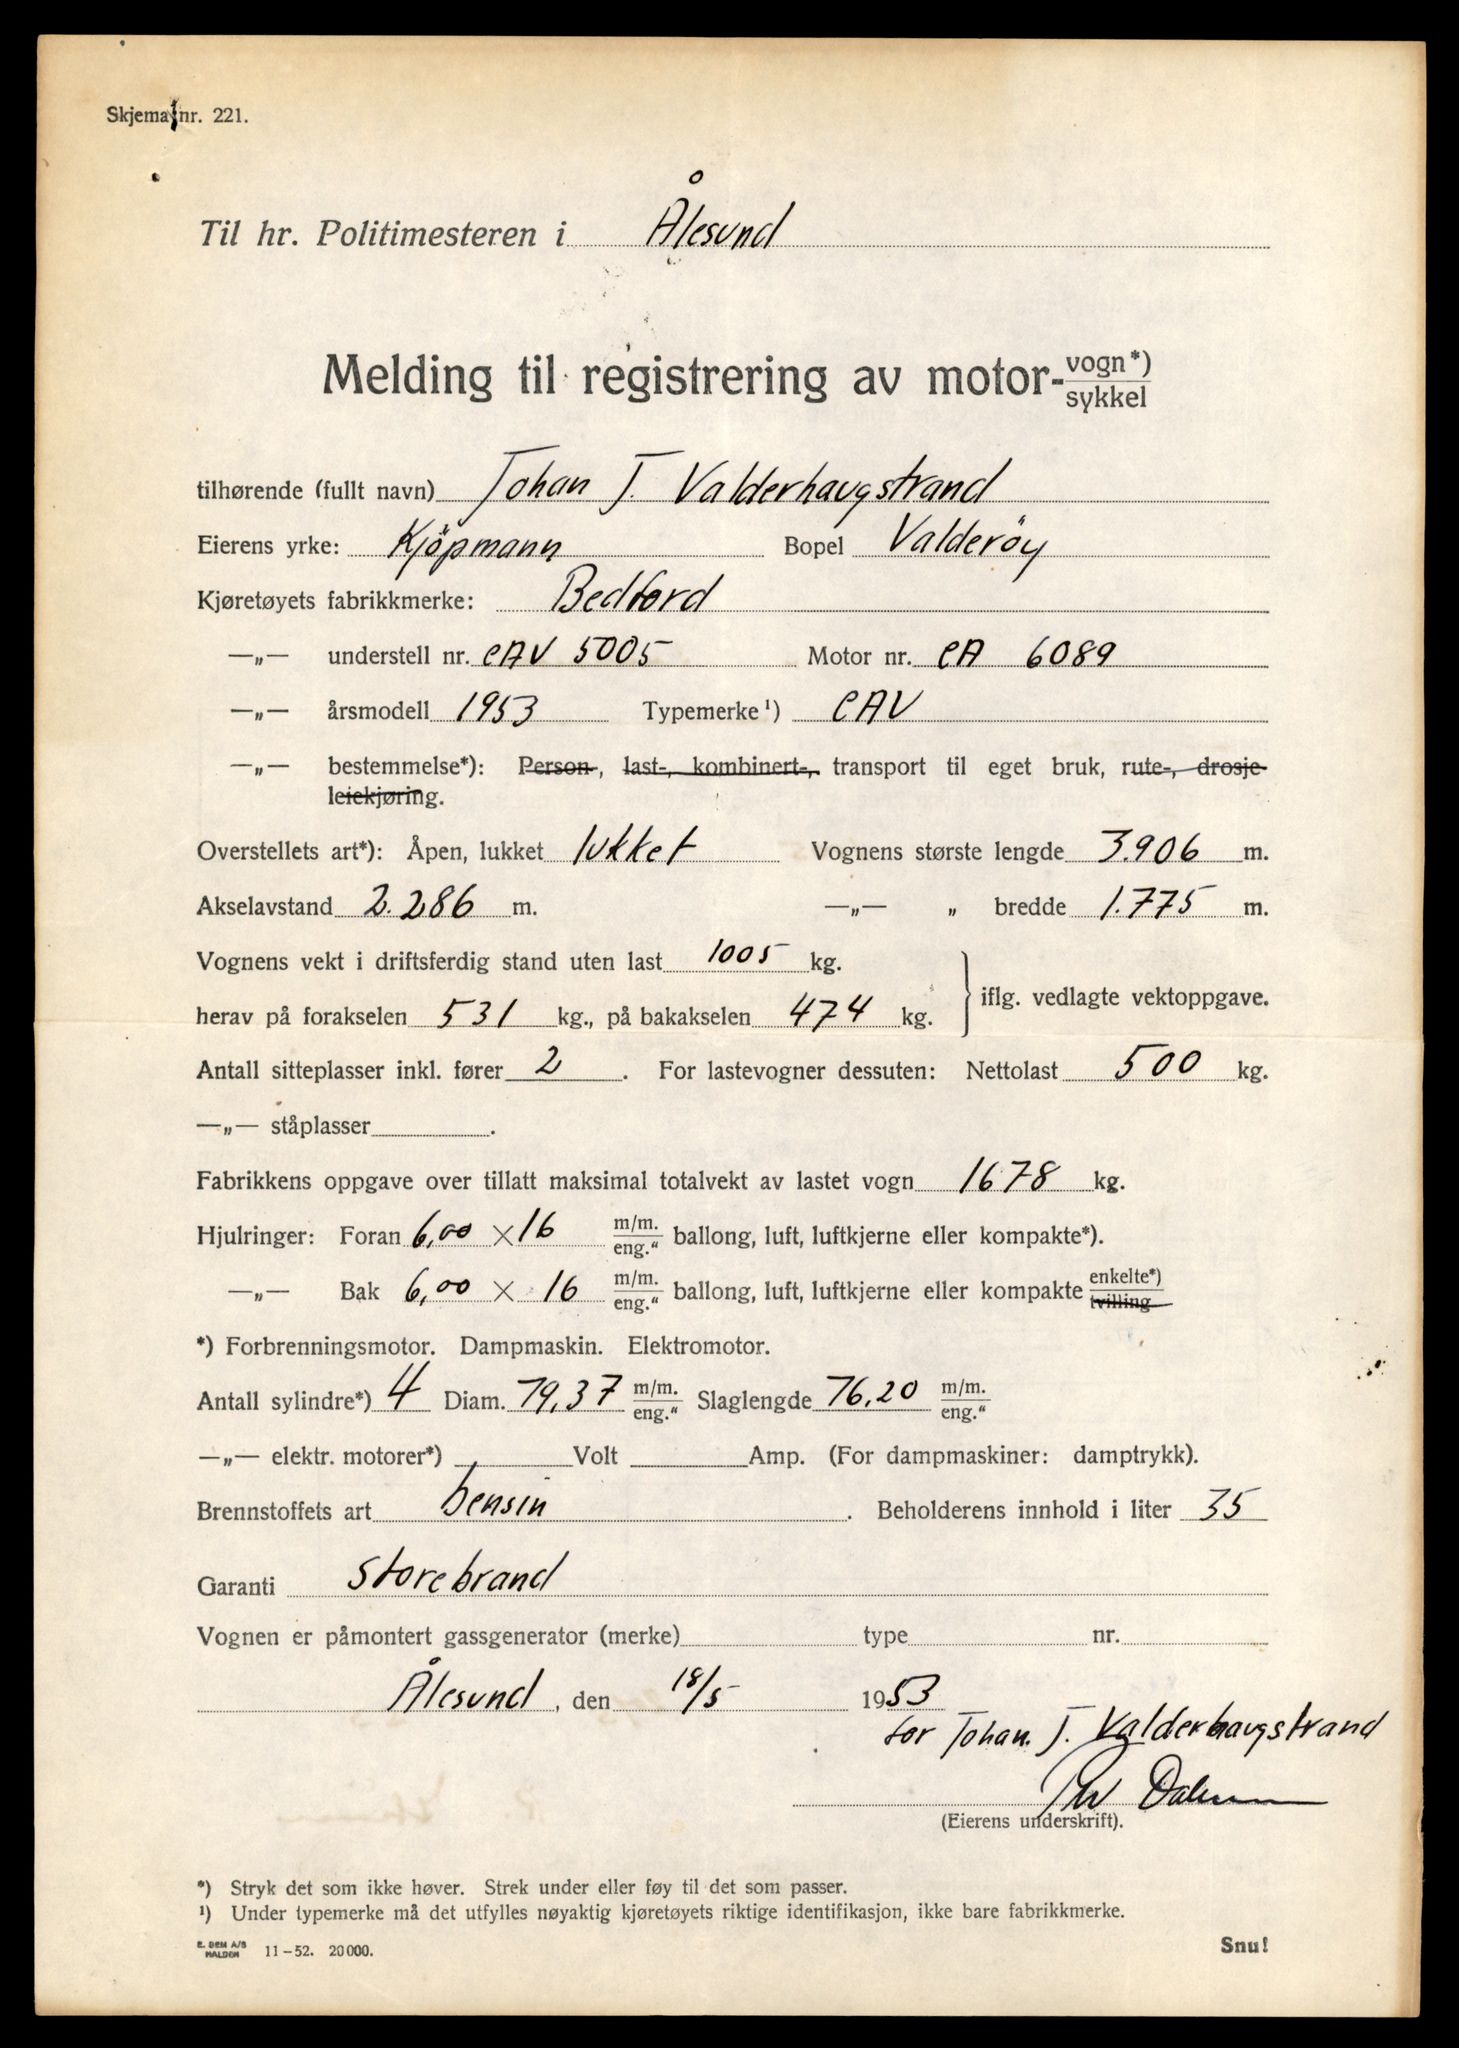 Skjema nr. 221.
Til hr. Politimesteren i Ålesund
Melding til registrering av motor-vogn*) sykkel
tilhørende (fullt navn) Johan J. Valderhaugstrand
Eierens yrke: Kjöpmann Bopel Valderöy
Kjøretøyets fabrikkmerke: Bedford
—„— understell nr. CAV 5005 Motor nr. CA 6089
—„— årsmodell 1953 Typemerke¹) CAV
—„— bestemmelse*): Person-, last-, kombinert-, transport til eget bruk, rute-, drosje-
leiekjøring.
Overstellets art*): Åpen, lukket lukket Vognens største lengde 3.906 m.
Akselavstand 2.286 m. —„— „ bredde 1.775 m.
Vognens vekt i driftsferdig stand uten last 1005 kg.
herav på forakselen 531 kg., på bakakselen 474 kg. } iflg. vedlagte vektoppgave.
Antall sitteplasser inkl. fører 2. For lastevogner dessuten: Nettolast 500 kg.
—„— ståplasser .
Fabrikkens oppgave over tillatt maksimal totalvekt av lastet vogn 1678 kg.
Hjulringer: Foran 6,00 × 16 m/m. eng.“ ballong, luft, luftkjerne eller kompakte*).
—„— Bak 6,00 × 16 m/m. eng.“ ballong, luft, luftkjerne eller kompakte enkelte*) tvilling
*) Forbrenningsmotor. Dampmaskin. Elektromotor.
Antall sylindre*) 4 Diam. 79,37 m/m. eng.“ Slaglengde 76,20 m/m. eng.“
—„— elektr. motorer*) Volt Amp. (For dampmaskiner: damptrykk).
Brennstoffets art bensin. Beholderens innhold i liter 35
Garanti Storebrand
Vognen er påmontert gassgenerator (merke) type nr.
Ålesund, den 18/5 1953
for Johan. J. Valderhaugstrand
(Eierens underskrift).
*) Stryk det som ikke høver. Strek under eller føy til det som passer.
¹) Under typemerke må det utfylles nøyaktig kjøretøyets riktige identifikasjon, ikke bare fabrikkmerke.
E. SEM A/S HALDEN 11-52. 20000. Snu!